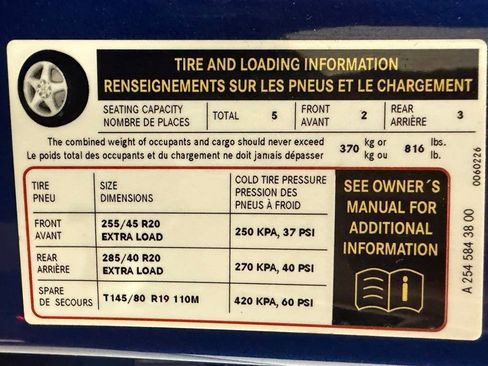 TIRE AND LOADING INFORMATION
RENSEIGNEMENTS SUR LES PNEUS ET LE CHARGEMENT
SEATING CAPACITY TOTAL 5 FRONT 2 REAR 3
NOMBRE DE PLACES AVANT ARRIÈRE
The combined weight of occupants and cargo should never exceed 370 kg or 816 lbs.
Le poids total des occupants et du chargement ne doit jamais dépasser kg ou lb.
TIRE SIZE COLD TIRE PRESSURE
PNEU DIMENSIONS PRESSION DES
PNEUS À FROID
FRONT 255/45 R20 250 KPA, 37 PSI
AVANT EXTRA LOAD
REAR 285/40 R20 270 KPA, 40 PSI
ARRIÈRE EXTRA LOAD
SPARE T145/80 R19 110M 420 KPA, 60 PSI
DE SECOURS
SEE OWNER´S
MANUAL FOR
ADDITIONAL
INFORMATION
0060226
A 254 584 38 00